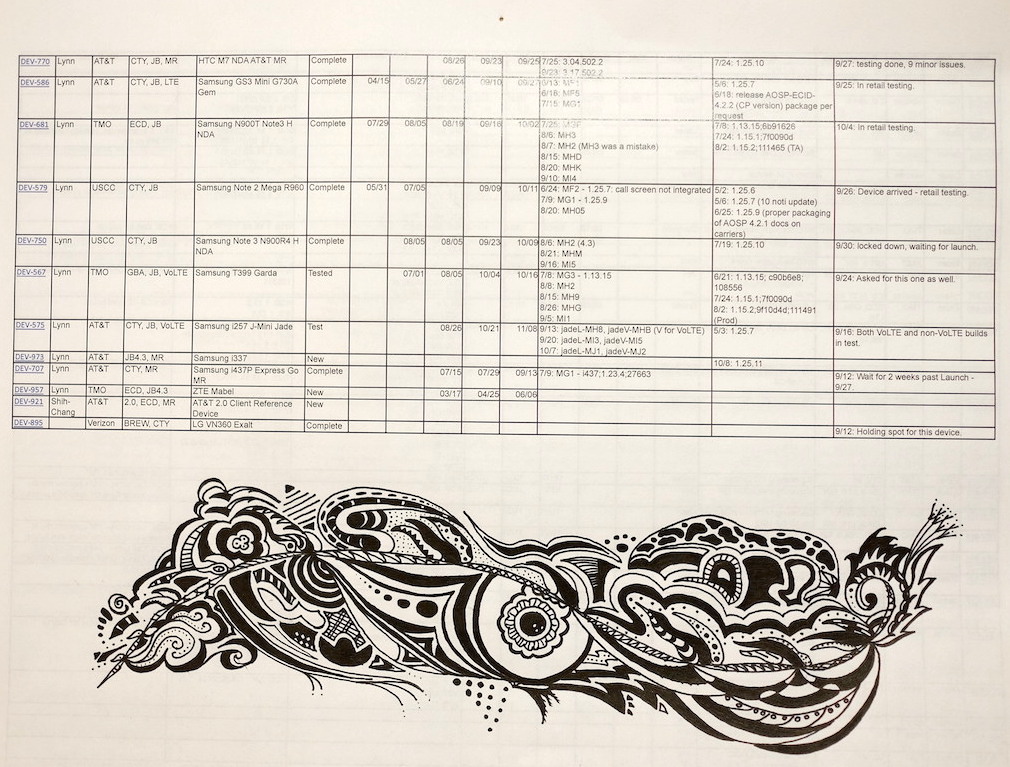 DEV-770 Lynn AT&T CTY, JB, MR HTC M7 NDA AT&T MR Complete 08/26 09/23 09/25 7/25: 3.04.502.2 7/24: 1.25.10 9/27: testing done, 9 minor issues.
9/23: 3.17.502.2
DEV-586 Lynn AT&T CTY, JB, LTE Samsung GS3 Mini G730A Complete 04/15 05/27 06/24 09/10 5/6: 1.25.7 9/25: In retail testing.
Gem 6/18: MF5 6/18: release AOSP-ECID-
7/15: MG1 4.2.2 (CP version) package per
request
DEV-681 Lynn TMO ECD, JB Samsung N900T Note3 H Complete 07/29 08/05 08/19 09/18 10/02 7/25: 7/8: 1.13.15;6b91626 10/4: In retail testing.
NDA 8/6: MH3 7/24: 1.15.1;7f0090d
8/7: MH2 (MH3 was a mistake) 8/2: 1.15.2;111465 (TA)
8/15: MHD
8/20: MHK
9/10: MI4
DEV-579 Lynn USCC CTY, JB Samsung Note 2 Mega R960 Complete 05/31 07/05 09/09 10/11 6/24: MF2 - 1.25.7: call screen not integrated 5/2: 1.25.6 9/26: Device arrived - retail testing.
7/9: MG1 - 1.25.9 5/6: 1.25.7 (10 noti update)
8/20: MH05 6/25: 1.25.9 (proper packaging
of AOSP 4.2.1 docs on
carriers)
DEV-750 Lynn USCC CTY, JB Samsung Note 3 N900R4 H Complete 08/05 08/05 09/23 10/09 8/6: MH2 (4.3) 7/19: 1.25.10 9/30: locked down, waiting for launch.
NDA 8/21: MHM
9/16: MI5
DEV-567 Lynn TMO GBA, JB, VoLTE Samsung T399 Garda Tested 07/01 08/05 10/04 10/16 7/8: MG3 - 1.13.15 6/21: 1.13.15; c90b6e8; 9/24: Asked for this one as well.
8/8: MH2 108556
8/15: MH9 7/24: 1.15.1;7f0090d
8/26: MHG 8/2: 1.15.2,9f10d4d;111491
9/5: MI1 (Prod)
DEV-575 Lynn AT&T CTY, JB, VoLTE Samsung i257 J-Mini Jade Test 08/26 10/21 11/08 9/13: jadeL-MH8, jadeV-MHB (V for VoLTE) 5/3: 1.25.7 9/16: Both VoLTE and non-VoLTE builds
9/20: jadeL-MI3, jadeV-MI5 in test.
10/7: jadeL-MJ1, jadeV-MJ2
DEV-973 Lynn AT&T JB4.3, MR Samsung I337 New 10/8: 1.25.11
DEV-707 Lynn AT&T CTY, MR Samsung I437P Express Go Complete 07/15 07/29 09/13 7/9: MG1 - I437;1.23.4;27663 9/12: Wait for 2 weeks past Launch -
MR 9/27.
DEV-957 Lynn TMO ECD, JB4.3 ZTE Mabel New 03/17 04/25 06/06
DEV-921 Shih- AT&T 2.0, ECD, MR AT&T 2.0 Client Reference New
Chang Device
DEV-895 Verizon BREW, CTY LG VN360 Exalt Complete 9/12: Holding spot for this device.